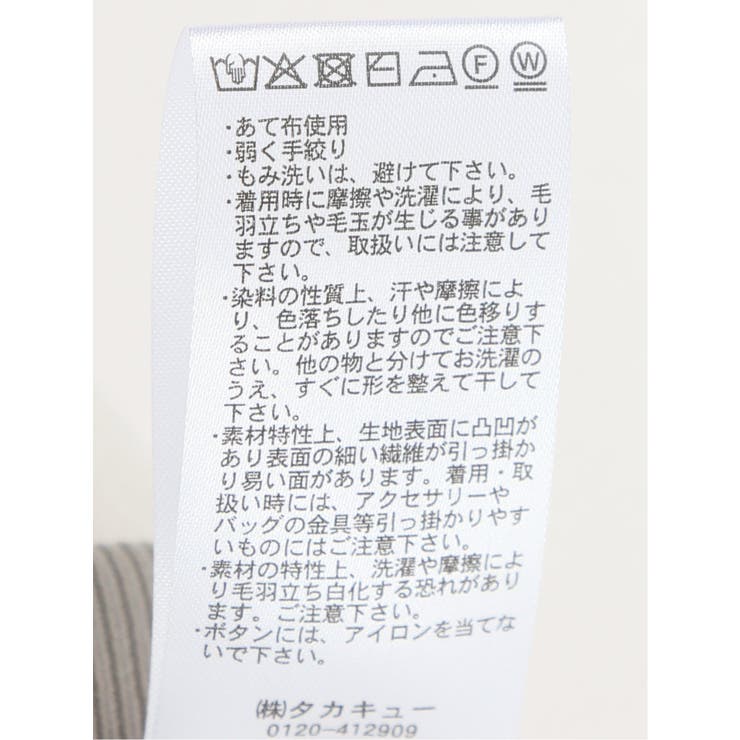 F W
・あて布使用
・弱く手絞り
・もみ洗いは、避けて下さい。
・着用時に摩擦や洗濯により、毛
羽立ちや毛玉が生じる事があり
ますので、取扱いには注意して
下さい。
・染料の性質上、汗や摩擦によ
り、色落ちしたり他に色移りす
ることがありますのでご注意下
さい。他の物と分けてお洗濯の
うえ、すぐに形を整えて干して
下さい。
・素材特性上、生地表面に凸凹が
あり表面の細い繊維が引っ掛か
り易い面があります。着用・取
扱い時には、アクセサリーや
バッグの金具等引っ掛かりやす
いものにはご注意下さい。
・素材の特性上、洗濯や摩擦によ
り毛羽立ち白化する恐れがあり
ます。ご注意下さい。
・ボタンには、アイロンを当てな
いで下さい。
㈱タカキュー
0120-412909